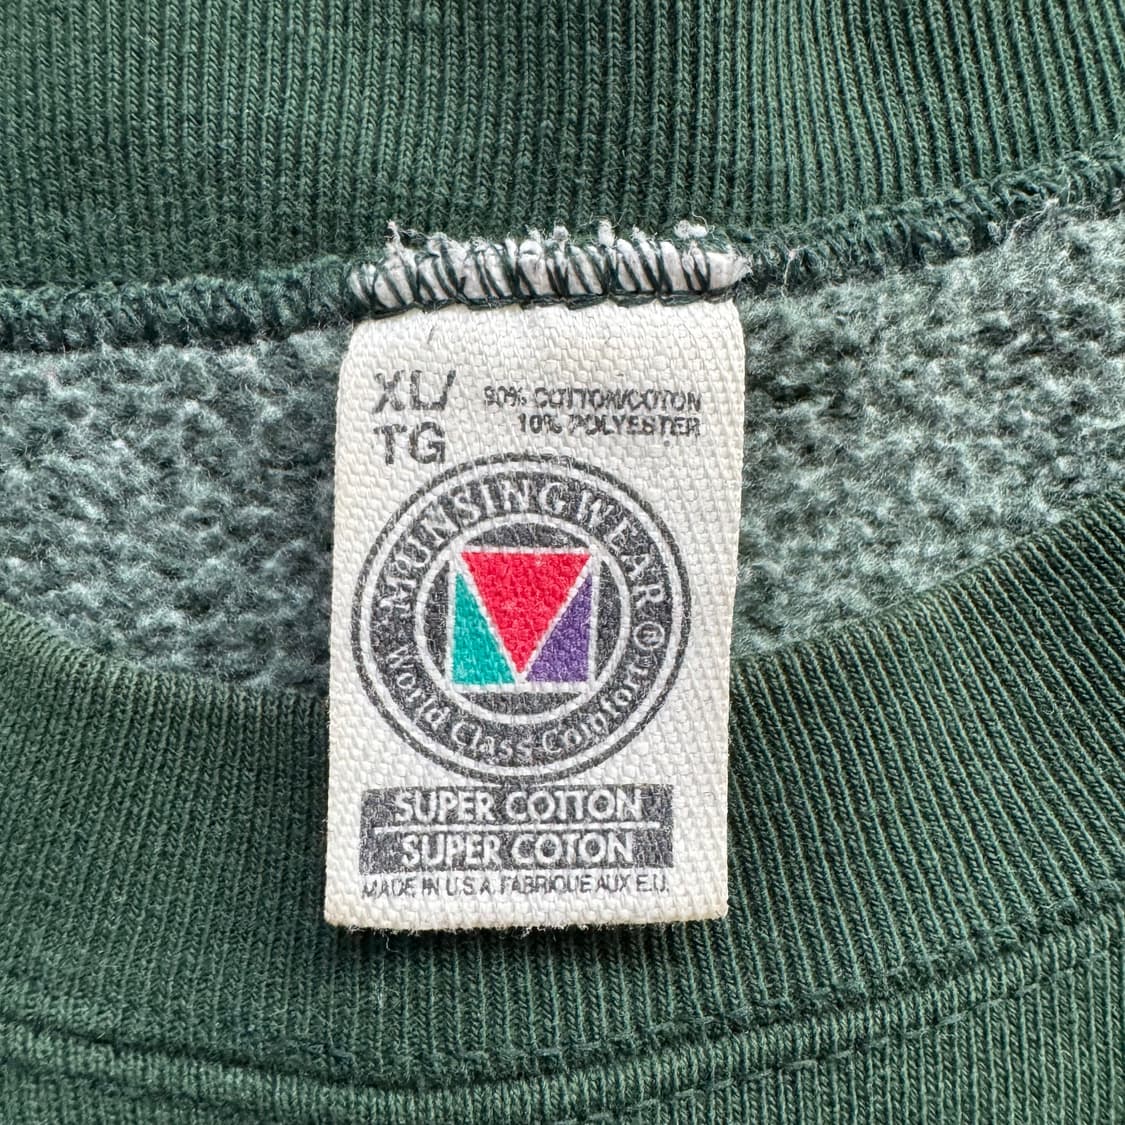 XL/
TG
90% COTTON/COTON
10% POLYESTER
MUNSINGWEAR ®
World Class Comfort
SUPER COTTON
SUPER COTON
MADE IN U.S.A. FABRIQUE AUX E.U.